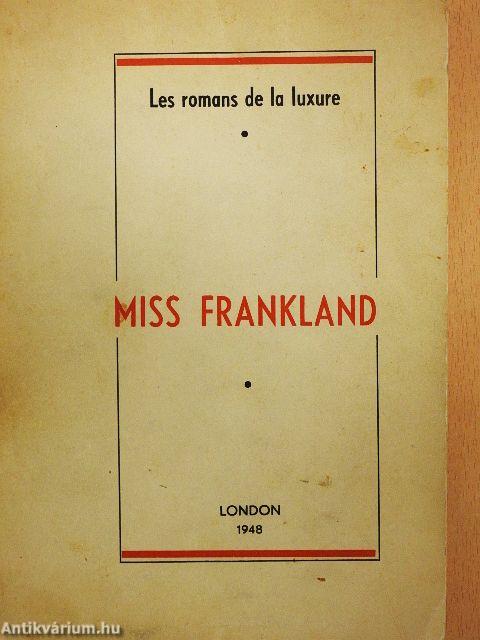 Les romans de la luxure
MISS FRANKLAND
LONDON
1948
Antikvárium.hu